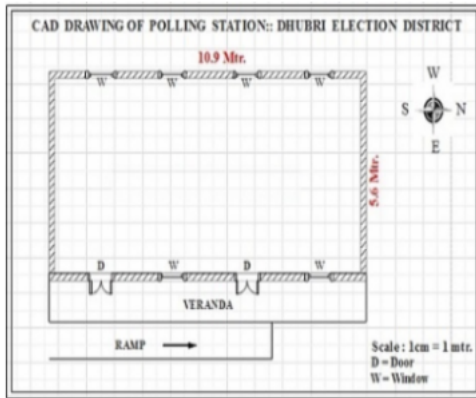 CAD DRAWING OF POLLING STATION:: DHUBRI ELECTION DISTRICT
10.9 Mtr.
W W W W
W
S N
E
5.6 Mtr.
D W D W
VERANDA
RAMP
Scale : 1cm = 1 mtr.
D = Door
W = Window